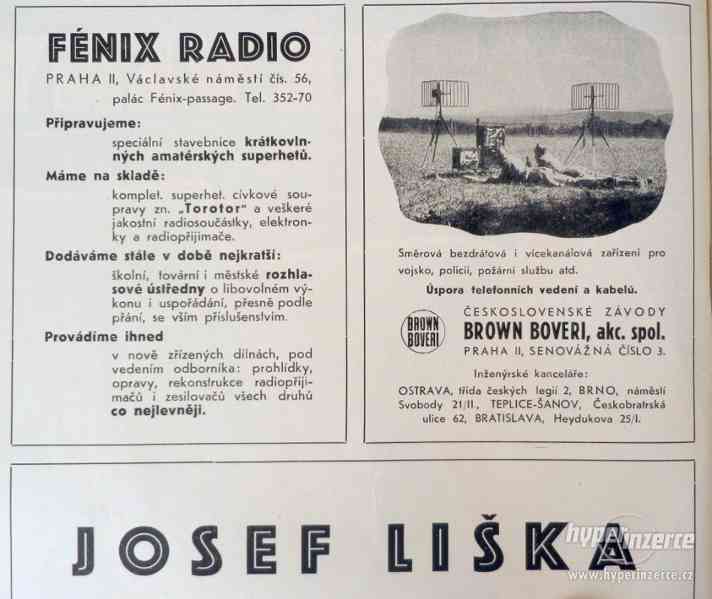 FÉNIX RADIO
PRAHA II, Václavské náměstí čís. 56,
palác Fénix-passage. Tel. 352-70
Připravujeme:
speciální stavebnice krátkovln-
ných amatérských superhetů.
Máme na skladě:
komplet. superhet. cívkové sou-
pravy zn. „Torotor" a veškeré
jakostní radiosoučástky, elektron-
ky a radiopřijimače.
Dodáváme stále v době nejkratší:
školní, tovární i městské rozhla-
sové ústředny o libovolném vý-
konu i uspořádání, přesně podle
přání, se vším příslušenstvím.
Provádíme ihned
v nově zřízených dílnách, pod
vedením odborníka: prohlídky,
opravy, rekonstrukce radiopřiji-
mačů a zesilovačů všech druhů
co nejlevněji.
Směrová bezdrátová i vícekanálová zařízení pro
vojsko, policii, požární službu atd.
Úspora telefonních vedení a kabelů.
BROWN
BOVERI
ČESKOSLOVENSKÉ ZÁVODY
BROWN BOVERI, akc. spol.
PRAHA II, SENOVÁŽNÁ ČÍSLO 3.
Inženýrské kanceláře:
OSTRAVA, třída českých legií 2, BRNO, náměstí
Svobody 21/II., TEPLICE-ŠANOV, Českobratrská
ulice 62, BRATISLAVA, Heydukova 25/I.
JOSEF LIŠKA
hyperinzerce
www.hyperinzerce.cz